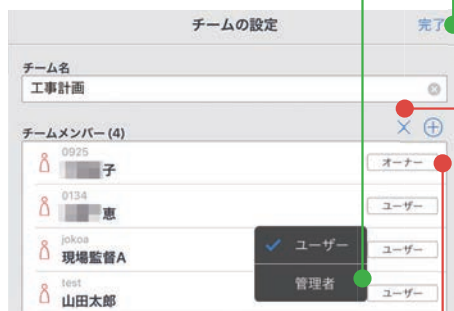 チームの設定
完了
チーム名
工事計画
チームメンバー (4)
0925
子
オーナー
0134
恵
ユーザー
jokoa
現場監督A
ユーザー
test
山田太郎
ユーザー
ユーザー
管理者